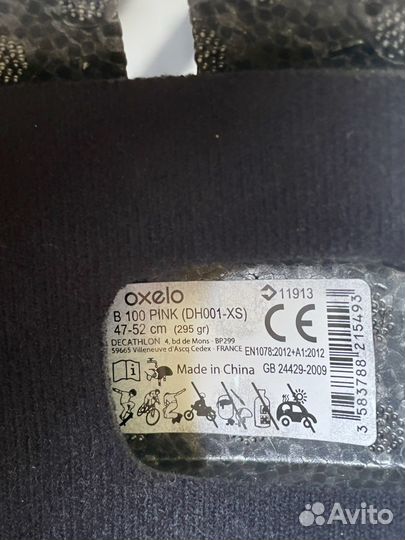 oxelo
11913
B 100 PINK (DH001-XS)
47-52 cm (295 gr)
DECATHLON 4, bd de Mons - BP299
59665 Villeneuve d'Ascq Cedex - FRANCE
CE
EN1078:2012+A1:2012
Made in China
GB 24429-2009
3 583788 215493
Avito